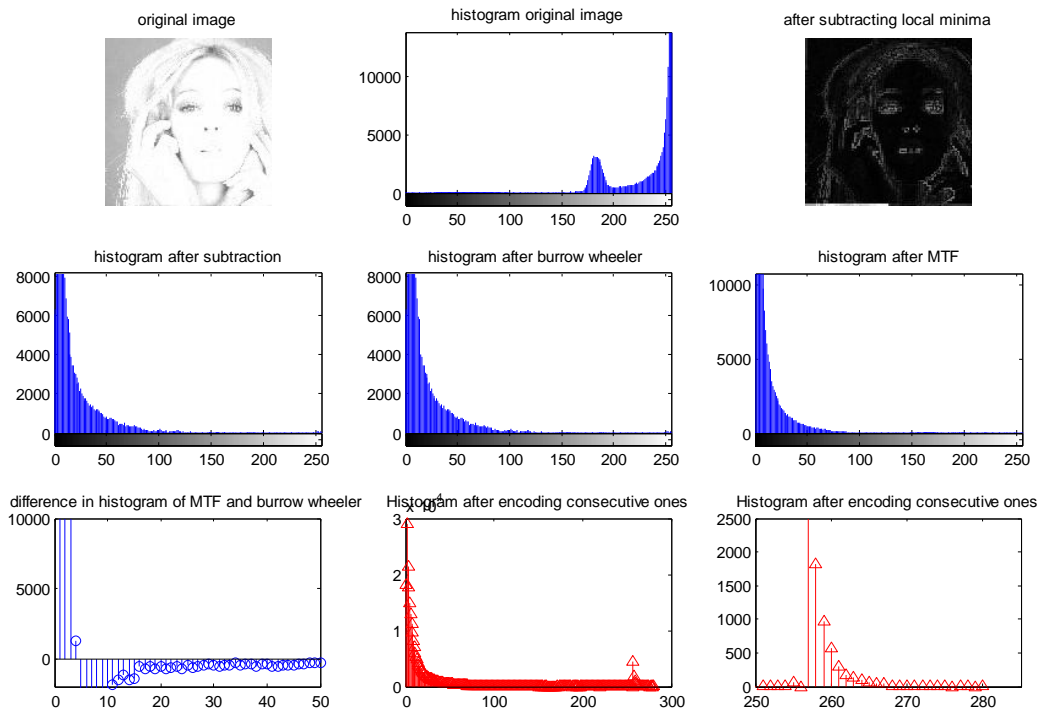 original image
histogram original image
after subtracting local minima
10000
5000
0
0 50 100 150 200 250
histogram after subtraction
histogram after burrow wheeler
histogram after MTF
8000
6000
4000
2000
0
0 50 100 150 200 250
8000
6000
4000
2000
0
0 50 100 150 200 250
10000
5000
0
0 50 100 150 200 250
difference in histogram of MTF and burrow wheeler
Histogram after encoding consecutive ones
Histogram after encoding consecutive ones
10000
5000
0
0 10 20 30 40 50
x 10^4
3
2
1
0
0 100 200 300
2500
2000
1500
1000
500
0
250 260 270 280